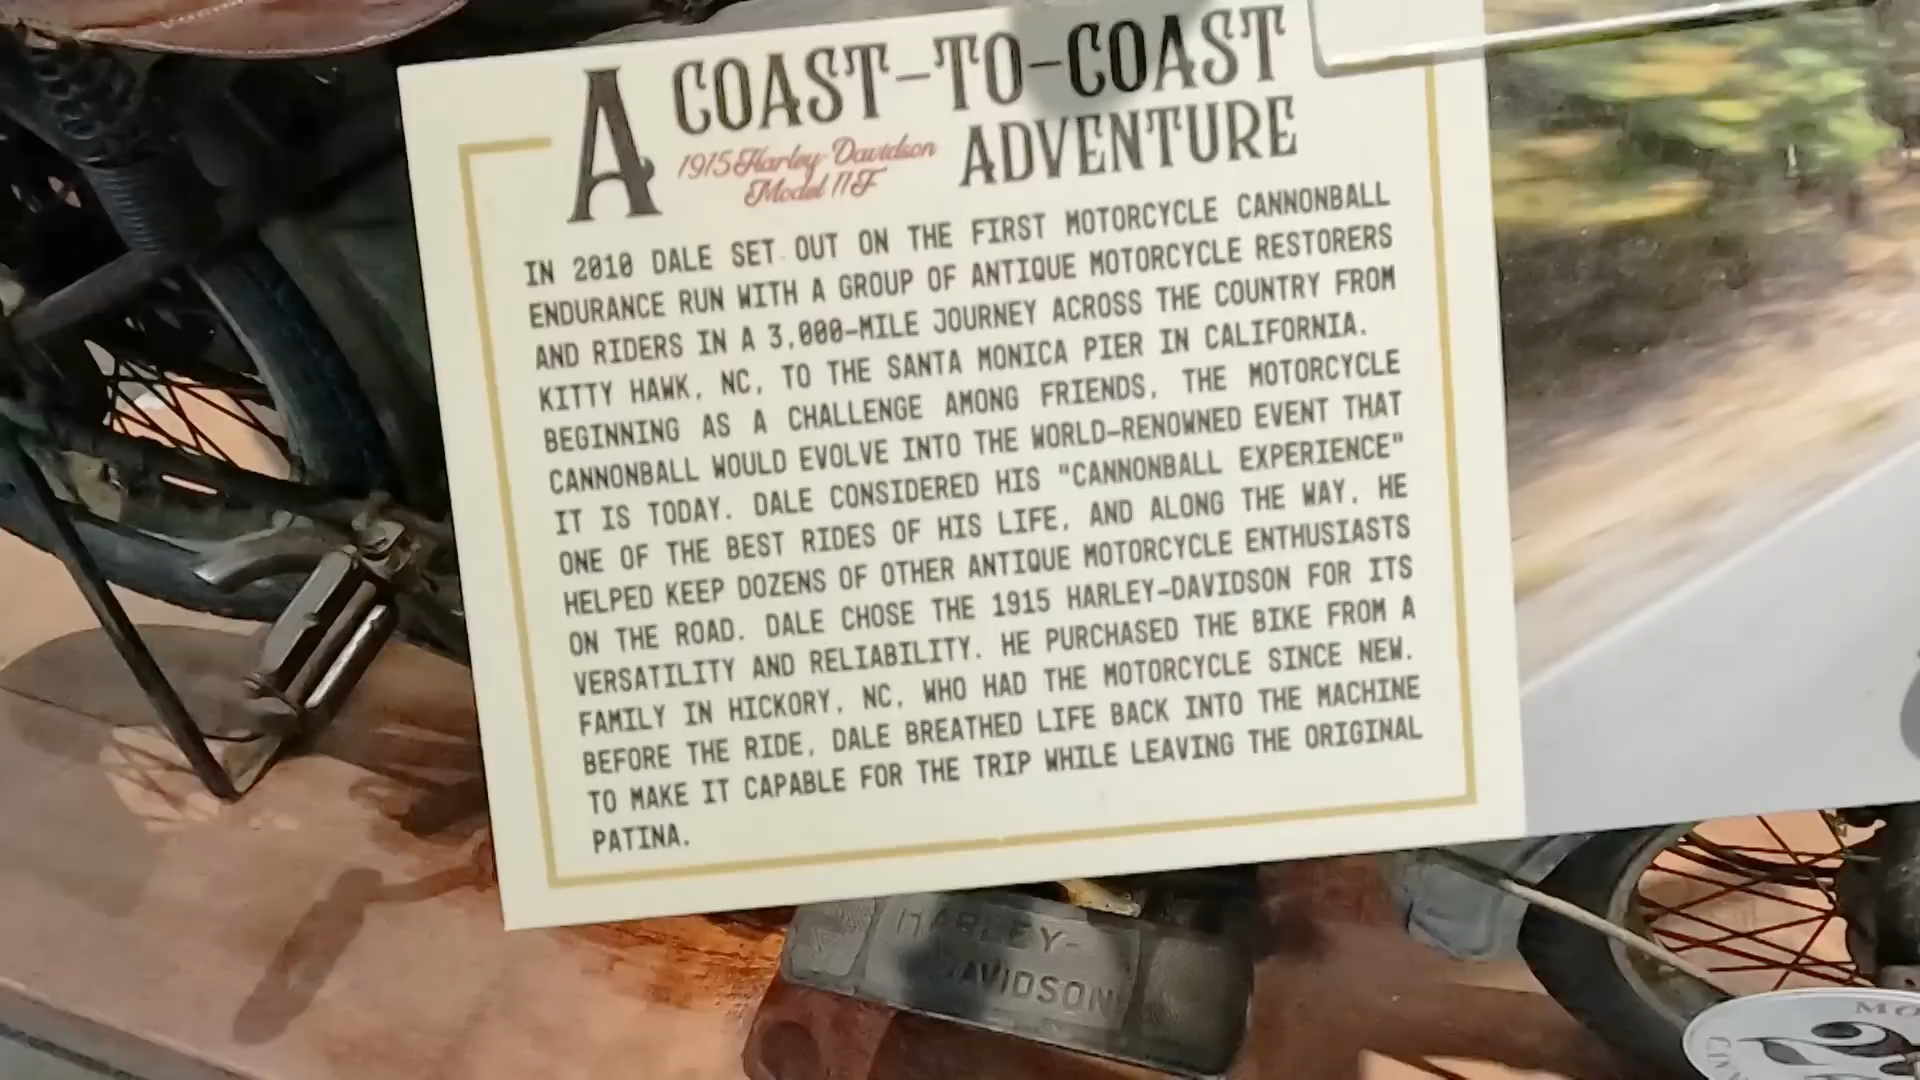 A COAST-TO-COAST
ADVENTURE
1915 Harley-Davidson
Model 11F
IN 2010 DALE SET OUT ON THE FIRST MOTORCYCLE CANNONBALL
ENDURANCE RUN WITH A GROUP OF ANTIQUE MOTORCYCLE RESTORERS
AND RIDERS IN A 3,000-MILE JOURNEY ACROSS THE COUNTRY FROM
KITTY HAWK, NC, TO THE SANTA MONICA PIER IN CALIFORNIA.
BEGINNING AS A CHALLENGE AMONG FRIENDS, THE MOTORCYCLE
CANNONBALL WOULD EVOLVE INTO THE WORLD-RENOWNED EVENT THAT
IT IS TODAY. DALE CONSIDERED HIS "CANNONBALL EXPERIENCE"
ONE OF THE BEST RIDES OF HIS LIFE, AND ALONG THE WAY, HE
HELPED KEEP DOZENS OF OTHER ANTIQUE MOTORCYCLE ENTHUSIASTS
ON THE ROAD. DALE CHOSE THE 1915 HARLEY-DAVIDSON FOR ITS
VERSATILITY AND RELIABILITY. HE PURCHASED THE BIKE FROM A
FAMILY IN HICKORY, NC, WHO HAD THE MOTORCYCLE SINCE NEW.
BEFORE THE RIDE, DALE BREATHED LIFE BACK INTO THE MACHINE
TO MAKE IT CAPABLE FOR THE TRIP WHILE LEAVING THE ORIGINAL
PATINA.
HARLEY-
DAVIDSON